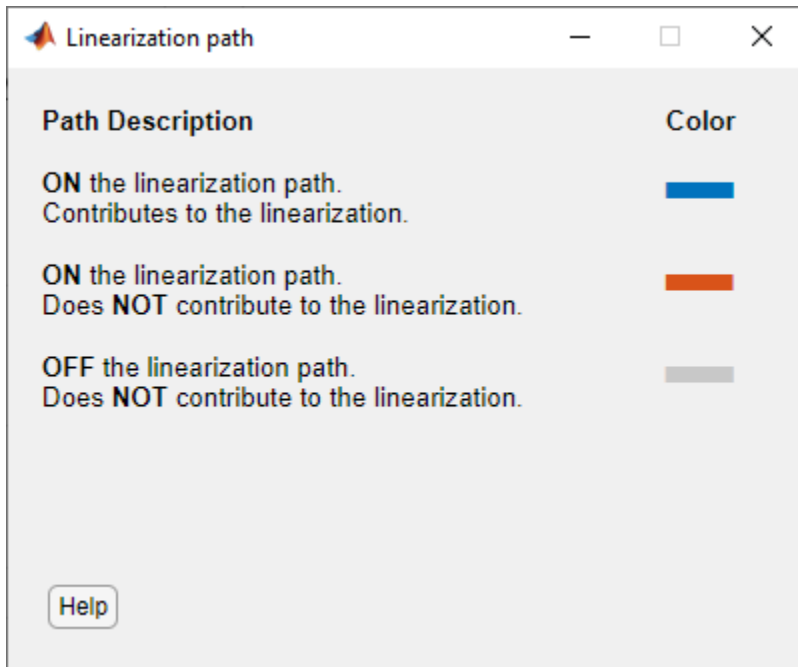 Linearization path
Path Description Color
ON the linearization path.
Contributes to the linearization.
ON the linearization path.
Does NOT contribute to the linearization.
OFF the linearization path.
Does NOT contribute to the linearization.
Help